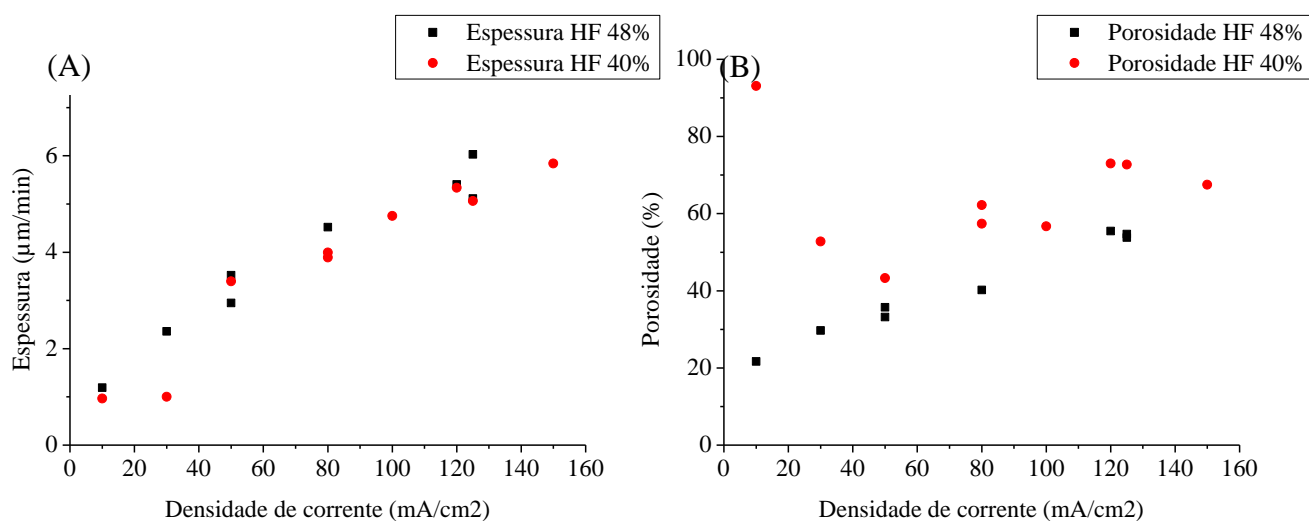 Espessura HF 48%
Espessura HF 40%
(A)
6
4
2
0
Espessura (µm/min)
0 20 40 60 80 100 120 140 160
Densidade de corrente (mA/cm2)
Porosidade HF 48%
Porosidade HF 40%
(B)
100
80
60
40
20
0
Porosidade (%)
0 20 40 60 80 100 120 140 160
Densidade de corrente (mA/cm2)